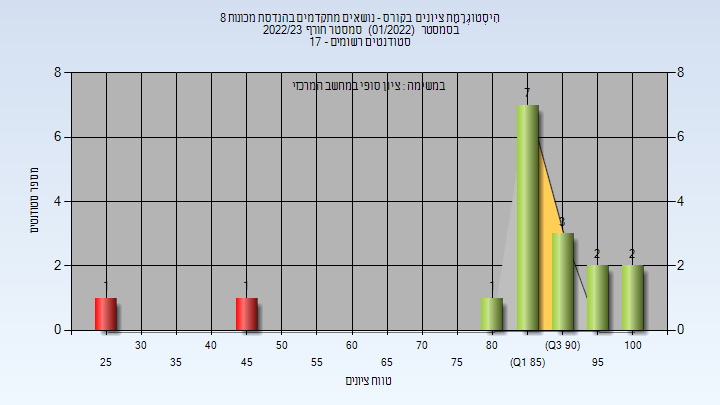 היסטוגרמת ציונים בקורס - נושאים מתקדמים בהנדסת מכונות 8
בסמסטר (01/2022) סמסטר חורף 2022/23
סטודנטים רשומים - 17
במשימה : ציון סופי במחשב המרכזי
מספר סטודנטים
8 8
6 6
4 4
2 2
0 0
1 1 1 7 3 2 2
30 40 50 60 70 80 (Q3 90) 100
25 35 45 55 65 75 (Q1 85) 95
טווח ציונים